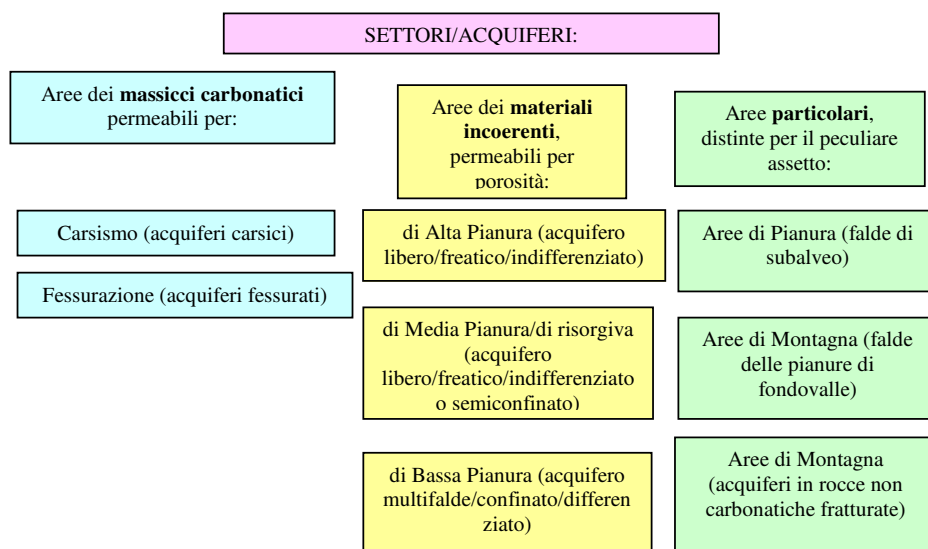 SETTORI/ACQUIFERI:
Aree dei massicci carbonatici
permeabili per:
Carsismo (acquiferi carsici)
Fessurazione (acquiferi fessurati)
Aree dei materiali
incoerenti,
permeabili per
porosità:
di Alta Pianura (acquifero
libero/freatico/indifferenziato)
di Media Pianura/di risorgiva
(acquifero
libero/freatico/indifferenziato
o semiconfinato)
di Bassa Pianura (acquifero
multifalde/confinato/differen
ziato)
Aree particolari,
distinte per il peculiare
assetto:
Aree di Pianura (falde di
subalveo)
Aree di Montagna (falde
delle pianure di
fondovalle)
Aree di Montagna
(acquiferi in rocce non
carbonatiche fratturate)